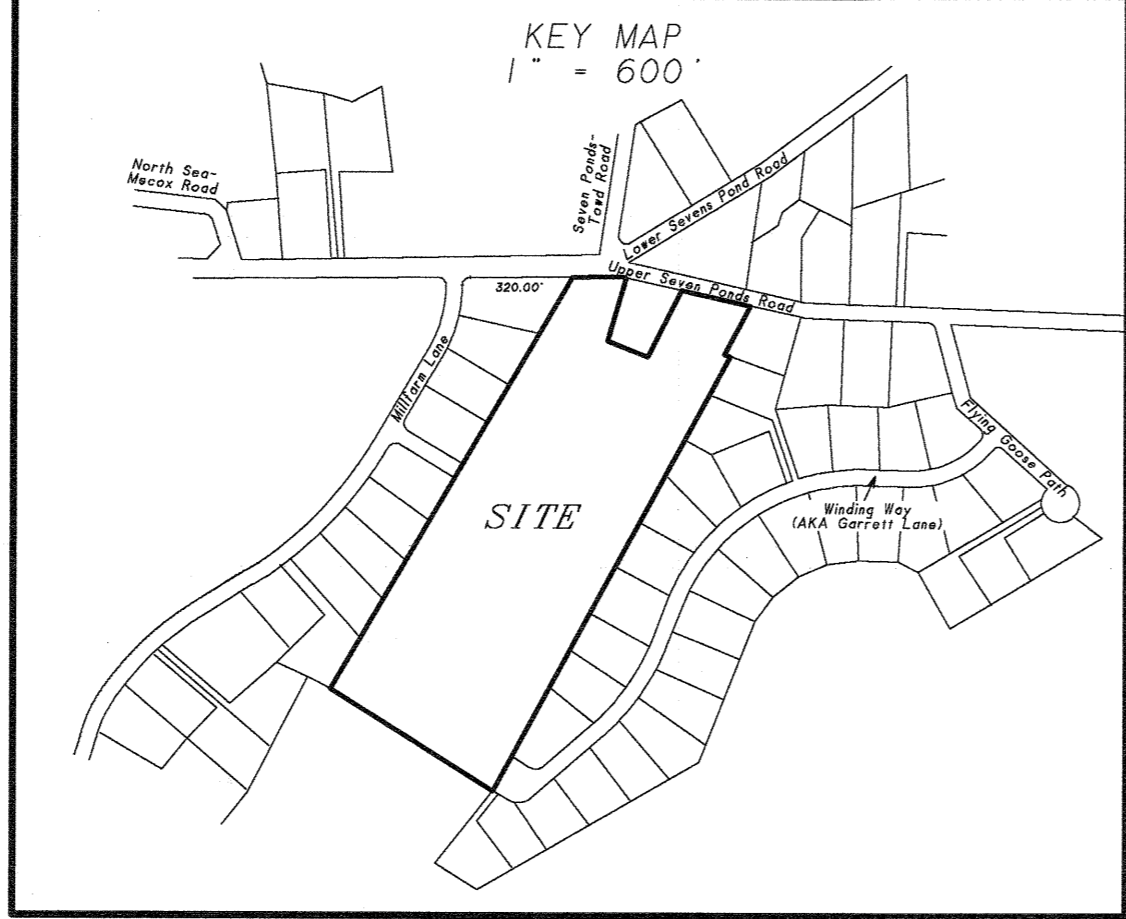 KEY MAP
1" = 600'
North Sea-
Mecox Road
Seven Ponds-
Towd Road
Lower Sevens Pond Road
Upper Seven Ponds Road
320.00'
Millfarm Lane
Flying Goose Path
SITE
Winding Way
(AKA Garrett Lane)